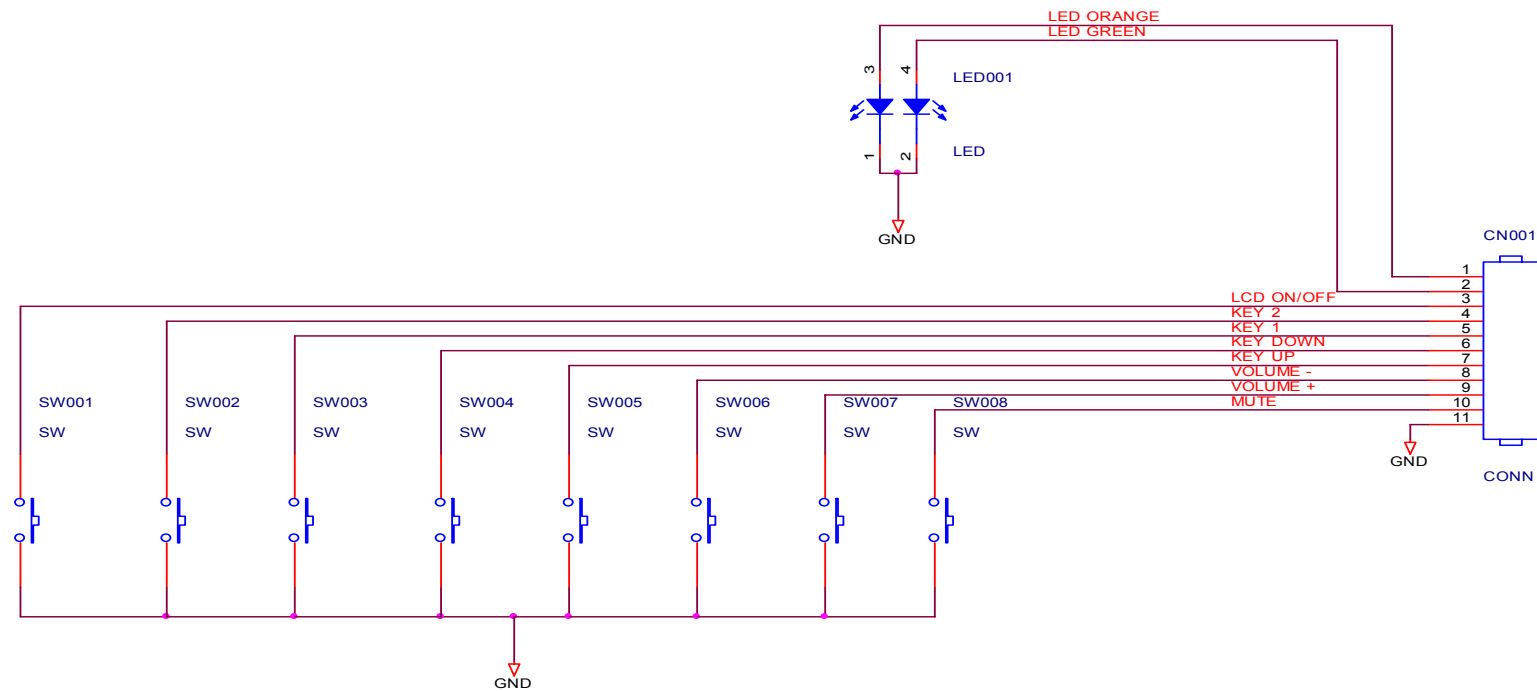 LED ORANGE
LED GREEN
3
4
LED001
1
2
LED
GND
CN001
1
2
LCD ON/OFF
3
KEY 2
4
KEY 1
5
KEY DOWN
6
KEY UP
7
VOLUME -
8
VOLUME +
9
MUTE
10
11
SW001
SW002
SW003
SW004
SW005
SW006
SW007
SW008
SW
SW
SW
SW
SW
SW
SW
SW
GND
CONN
GND